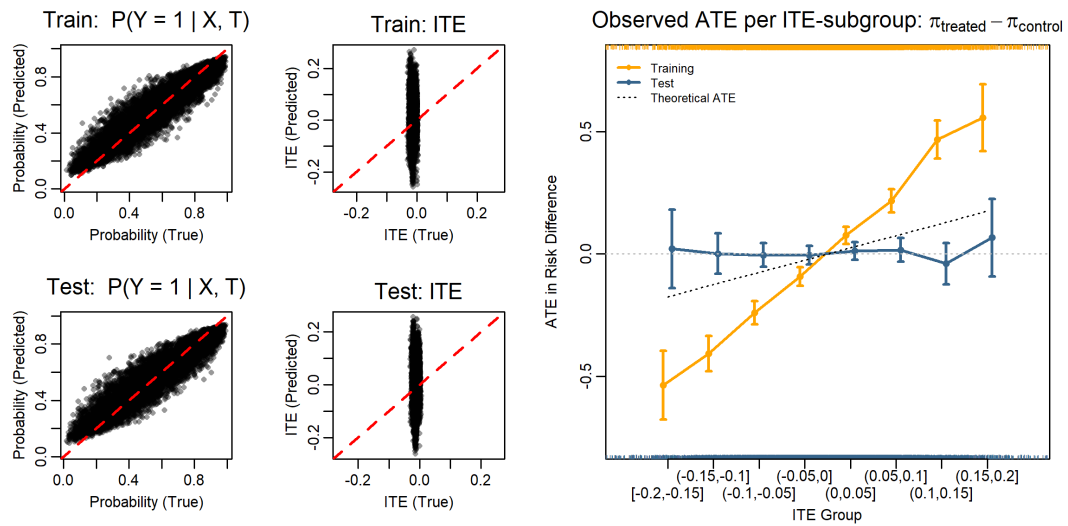 Train: P(Y = 1 | X, T)
Probability (Predicted)
0.0 0.4 0.8
0.0 0.4 0.8
Probability (True)
Train: ITE
ITE (Predicted)
-0.2 0.0 0.2
-0.2 0.0 0.2
ITE (True)
Test: P(Y = 1 | X, T)
Probability (Predicted)
0.0 0.4 0.8
0.0 0.4 0.8
Probability (True)
Test: ITE
ITE (Predicted)
-0.2 0.0 0.2
-0.2 0.0 0.2
ITE (True)
Observed ATE per ITE-subgroup: πtreated − πcontrol
Training
Test
Theoretical ATE
ATE in Risk Difference
0.5
0.0
-0.5
(-0.15,-0.1] (-0.05,0] (0.05,0.1] (0.15,0.2]
[-0.2,-0.15] (-0.1,-0.05] (0,0.05] (0.1,0.15]
ITE Group